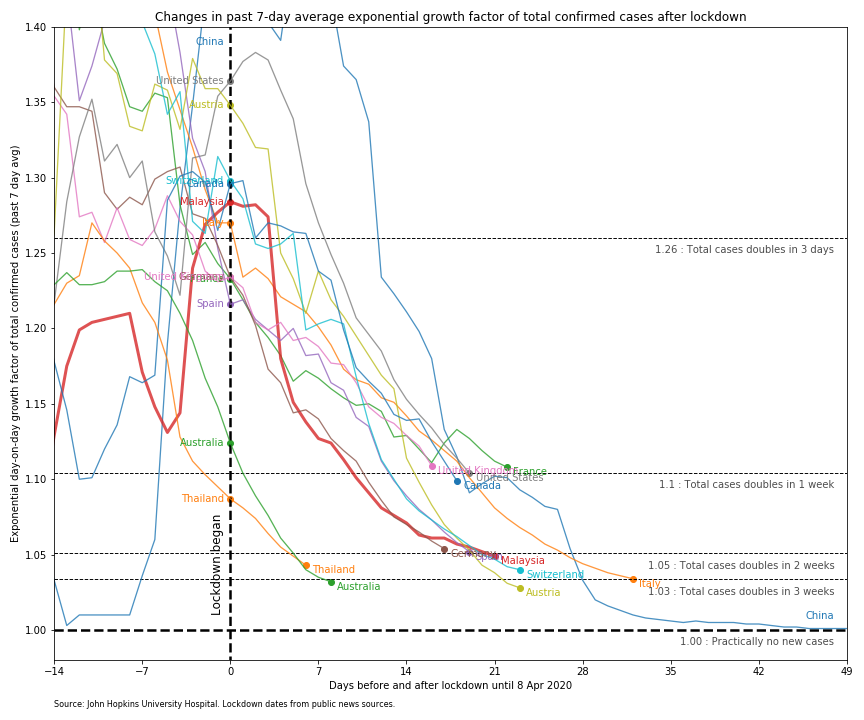 Changes in past 7-day average exponential growth factor of total confirmed cases after lockdown
Exponential day-on-day growth factor of total confirmed cases (past 7 day avg)
1.40
1.35
1.30
1.25
1.20
1.15
1.10
1.05
1.00
China
United States
Austria
Switzerland
Canada
Malaysia
Italy
United Kingdom
Germany
France
Spain
Australia
Thailand
Lockdown began
1.26 : Total cases doubles in 3 days
United Kingdom
France
United States
Canada
1.1 : Total cases doubles in 1 week
Germany
Spain
Malaysia
1.05 : Total cases doubles in 2 weeks
Thailand
Switzerland
Australia
Italy
Austria
1.03 : Total cases doubles in 3 weeks
China
1.00 : Practically no new cases
−14
−7
0
7
14
21
28
35
42
49
Days before and after lockdown until 8 Apr 2020
Source: John Hopkins University Hospital. Lockdown dates from public news sources.